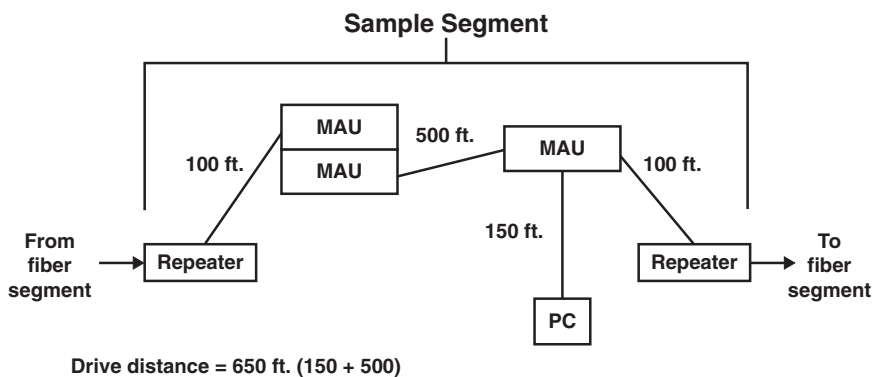 Sample Segment
MAU
MAU
500 ft.
MAU
100 ft.
100 ft.
150 ft.
From
fiber
segment
Repeater
Repeater
To
fiber
segment
PC
Drive distance = 650 ft. (150 + 500)